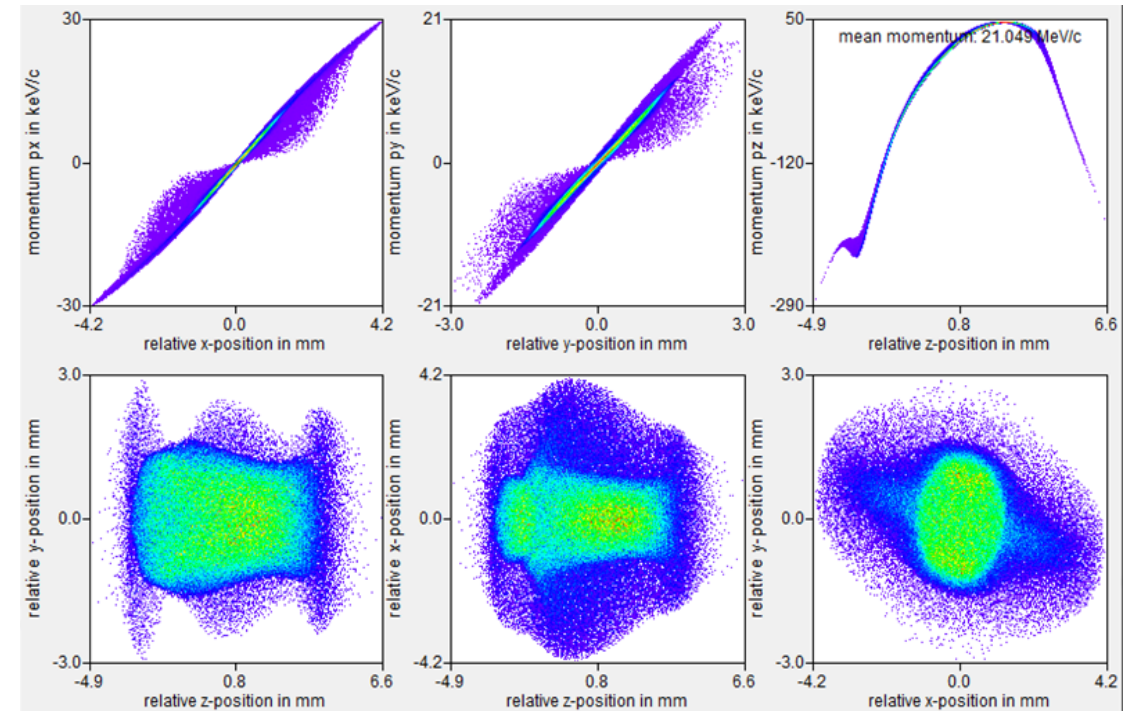 30
momentum px in keV/c
0
-30
-4.2
0.0
4.2
relative x-position in mm
21
momentum py in keV/c
0
-21
-3.0
0.0
3.0
relative y-position in mm
50
mean momentum: 21.049 MeV/c
momentum pz in keV/c
-120
-290
-4.9
0.8
6.6
relative z-position in mm
3.0
relative y-position in mm
0.0
-3.0
-4.9
0.8
6.6
relative z-position in mm
4.2
relative x-position in mm
0.0
-4.2
-4.9
0.8
6.6
relative z-position in mm
3.0
relative y-position in mm
0.0
-3.0
-4.2
0.0
4.2
relative x-position in mm